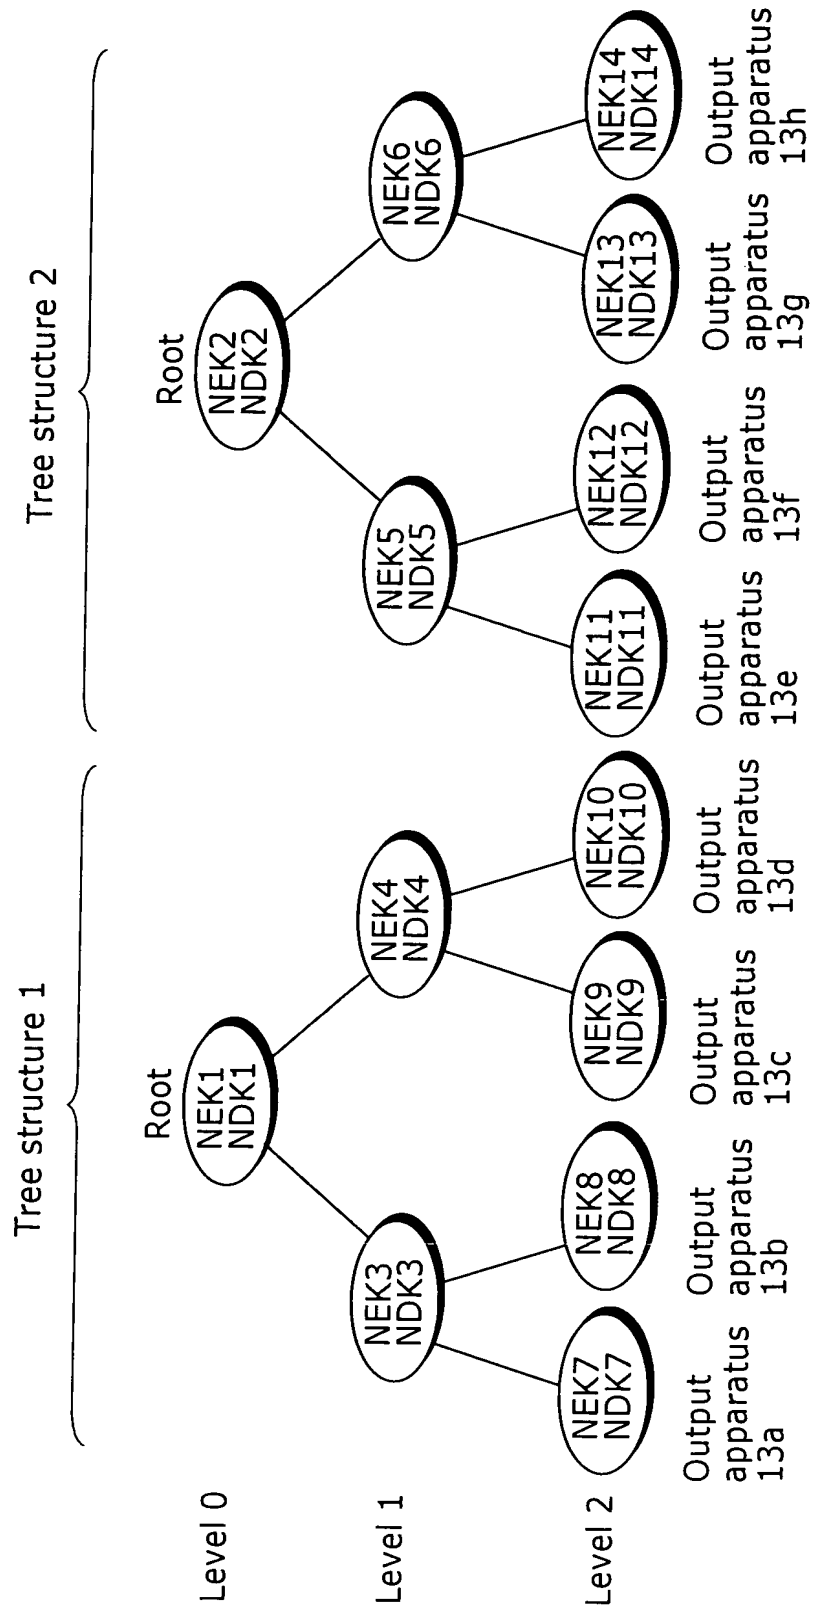 Tree structure 1
Tree structure 2
Level 0
Root
NEK1
NDK1
Root
NEK2
NDK2
Level 1
NEK3
NDK3
NEK4
NDK4
NEK5
NDK5
NEK6
NDK6
Level 2
NEK7
NDK7
NEK8
NDK8
NEK9
NDK9
NEK10
NDK10
NEK11
NDK11
NEK12
NDK12
NEK13
NDK13
NEK14
NDK14
Output
apparatus
13a
Output
apparatus
13b
Output
apparatus
13c
Output
apparatus
13d
Output
apparatus
13e
Output
apparatus
13f
Output
apparatus
13g
Output
apparatus
13h